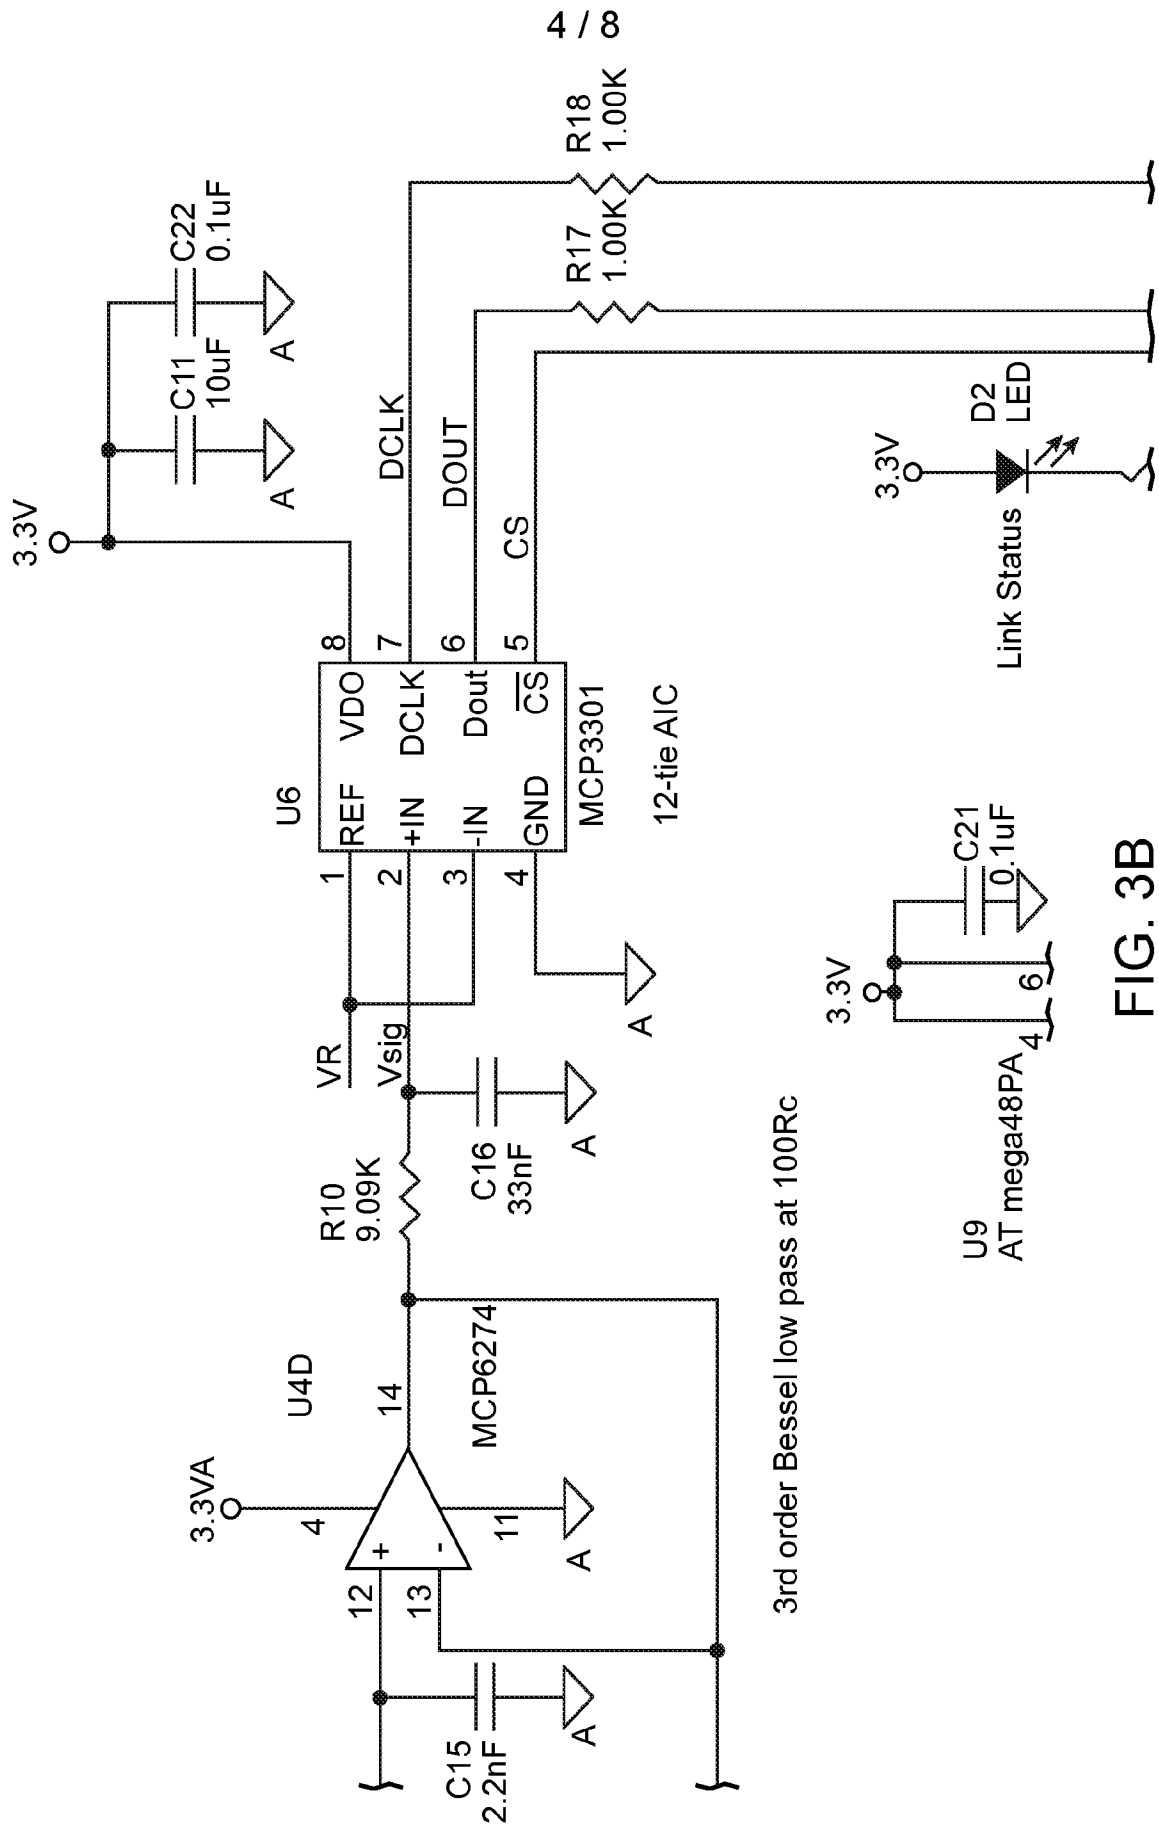 4 / 8
3.3V
C11
10uF
C22
0.1uF
A
A
U6
REF
VDO
+IN
DCLK
-IN
Dout
GND
CS
MCP3301
12-tie AIC
1
2
3
4
8
7
6
5
DCLK
DOUT
CS
R17
1.00K
R18
1.00K
VR
Vsig
A
R10
9.09K
C16
33nF
A
U4D
3.3VA
4
+
-
12
13
14
11
A
MCP6274
C15
2.2nF
A
3rd order Bessel low pass at 100Rc
3.3V
D2
LED
Link Status
3.3V
C21
0.1uF
4
6
U9
AT mega48PA
FIG. 3B